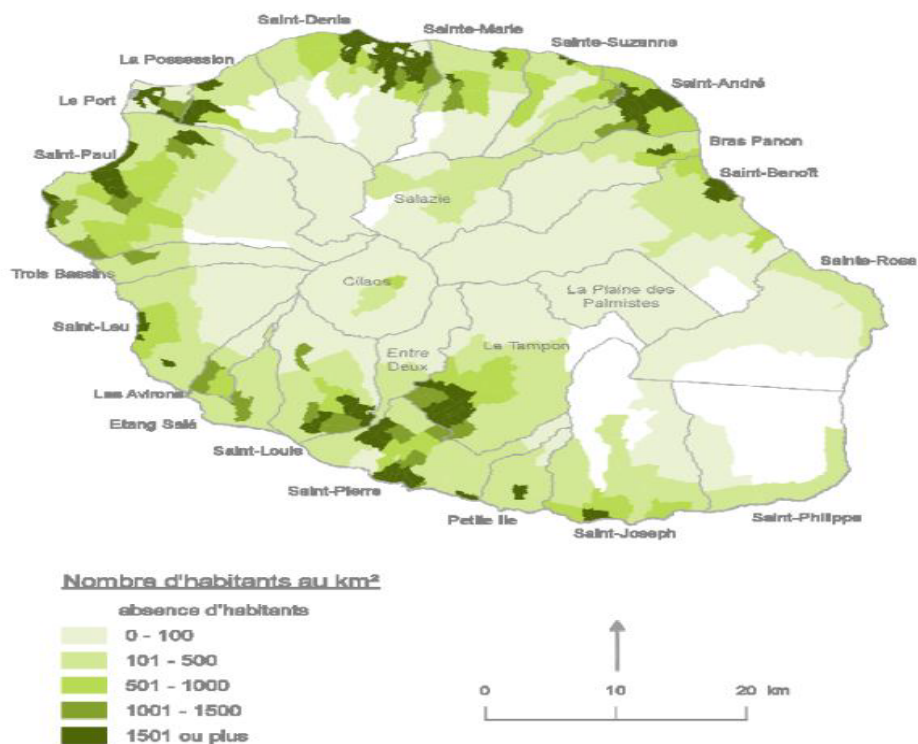 Saint-Denis
Sainte-Marie
Sainte-Suzanne
La Possession
Saint-André
Le Port
Bras Panon
Saint-Paul
Saint-Benoît
Salazie
Sainte-Rose
Trois Bassins
Cilaos
La Plaine des
Palmistes
Saint-Leu
Entre
Deux
Le Tampon
Les Avirons
Etang Salé
Saint-Louis
Saint-Pierre
Petite Ile
Saint-Joseph
Saint-Philippe
Nombre d'habitants au km²
absence d'habitants
0 - 100
101 - 500
501 - 1000
1001 - 1500
1501 ou plus
0 10 20 km